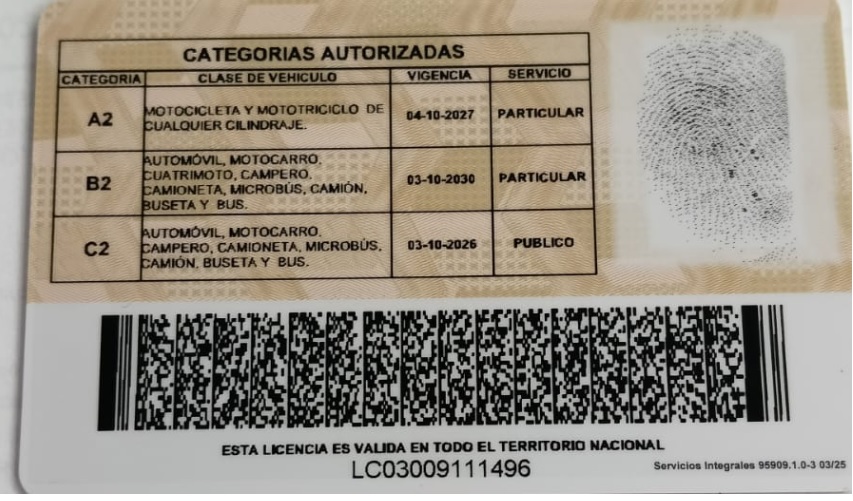 CATEGORIAS AUTORIZADAS
CATEGORIA CLASE DE VEHICULO VIGENCIA SERVICIO
A2 MOTOCICLETA Y MOTOTRICICLO DE CUALQUIER CILINDRAJE. 04-10-2027 PARTICULAR
B2 AUTOMÓVIL, MOTOCARRO, CUATRIMOTO, CAMPERO, CAMIONETA, MICROBÚS, CAMIÓN, BUSETA Y BUS. 03-10-2030 PARTICULAR
C2 AUTOMÓVIL, MOTOCARRO, CAMPERO, CAMIONETA, MICROBÚS, CAMIÓN, BUSETA Y BUS. 03-10-2026 PUBLICO
ESTA LICENCIA ES VALIDA EN TODO EL TERRITORIO NACIONAL
LC03009111496
Servicios Integrales 95909.1.0-3 03/25